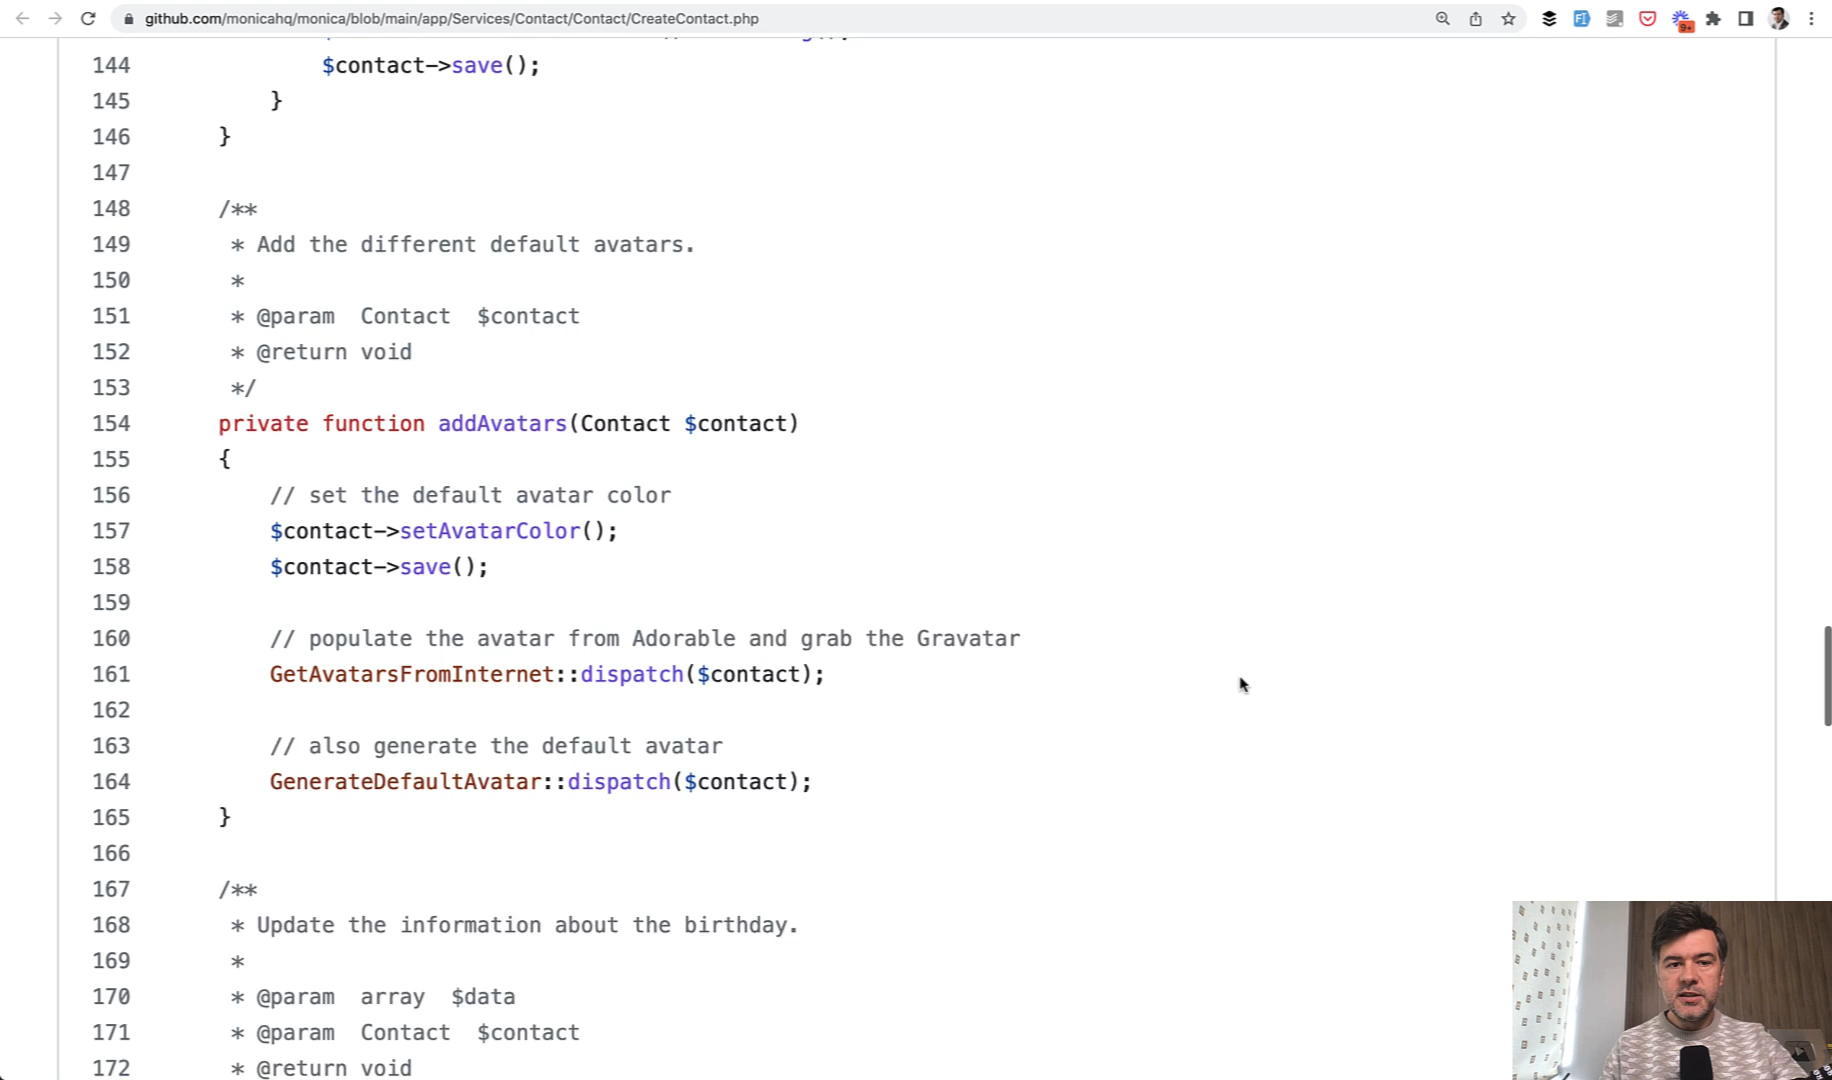 github.com/monicahq/monica/blob/main/app/Services/Contact/Contact/CreateContact.php
9+
144 $contact->save();
145 }
146 }
147
148 /**
149 * Add the different default avatars.
150 *
151 * @param Contact $contact
152 * @return void
153 */
154 private function addAvatars(Contact $contact)
155 {
156 // set the default avatar color
157 $contact->setAvatarColor();
158 $contact->save();
159
160 // populate the avatar from Adorable and grab the Gravatar
161 GetAvatarsFromInternet::dispatch($contact);
162
163 // also generate the default avatar
164 GenerateDefaultAvatar::dispatch($contact);
165 }
166
167 /**
168 * Update the information about the birthday.
169 *
170 * @param array $data
171 * @param Contact $contact
172 * @return void